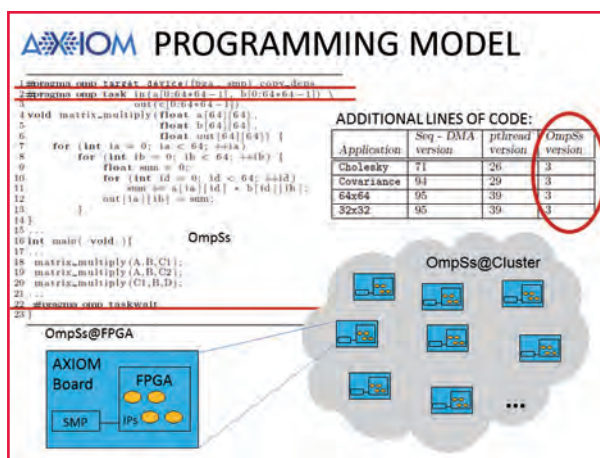 AXIOM PROGRAMMING MODEL
1 #pragma omp target device(fpga, smp) copy_deps
2 #pragma omp task in(a[0:64*64-1], b[0:64*64-1]) \
3 out(c[0:64*64-1])
4 void matrix_multiply(float a[64][64],
5 float b[64][64],
6 float out[64][64]) {
7 for (int ia = 0; ia < 64; ++ia)
8 for (int ib = 0; ib < 64; ++ib) {
9 float sum = 0;
10 for (int id = 0; id < 64; ++id)
11 sum += a[ia][id] * b[id][ib];
12 out[ia][ib] = sum;
13 }
14 }
15 ...
16 int main( void ){
17 ...
18 matrix_multiply(A,B,C1);
19 matrix_multiply(A,B,C2);
20 matrix_multiply(C1,B,D);
21 ...
22 #pragma omp taskwait
23 }
OmpSs
ADDITIONAL LINES OF CODE:
Application Seq - DMA version pthread version OmpSs version
Cholesky 71 26 3
Covariance 94 29 3
64x64 95 39 3
32x32 95 39 3
OmpSs@Cluster
...
OmpSs@FPGA
AXIOM
Board
FPGA
SMP
IPs